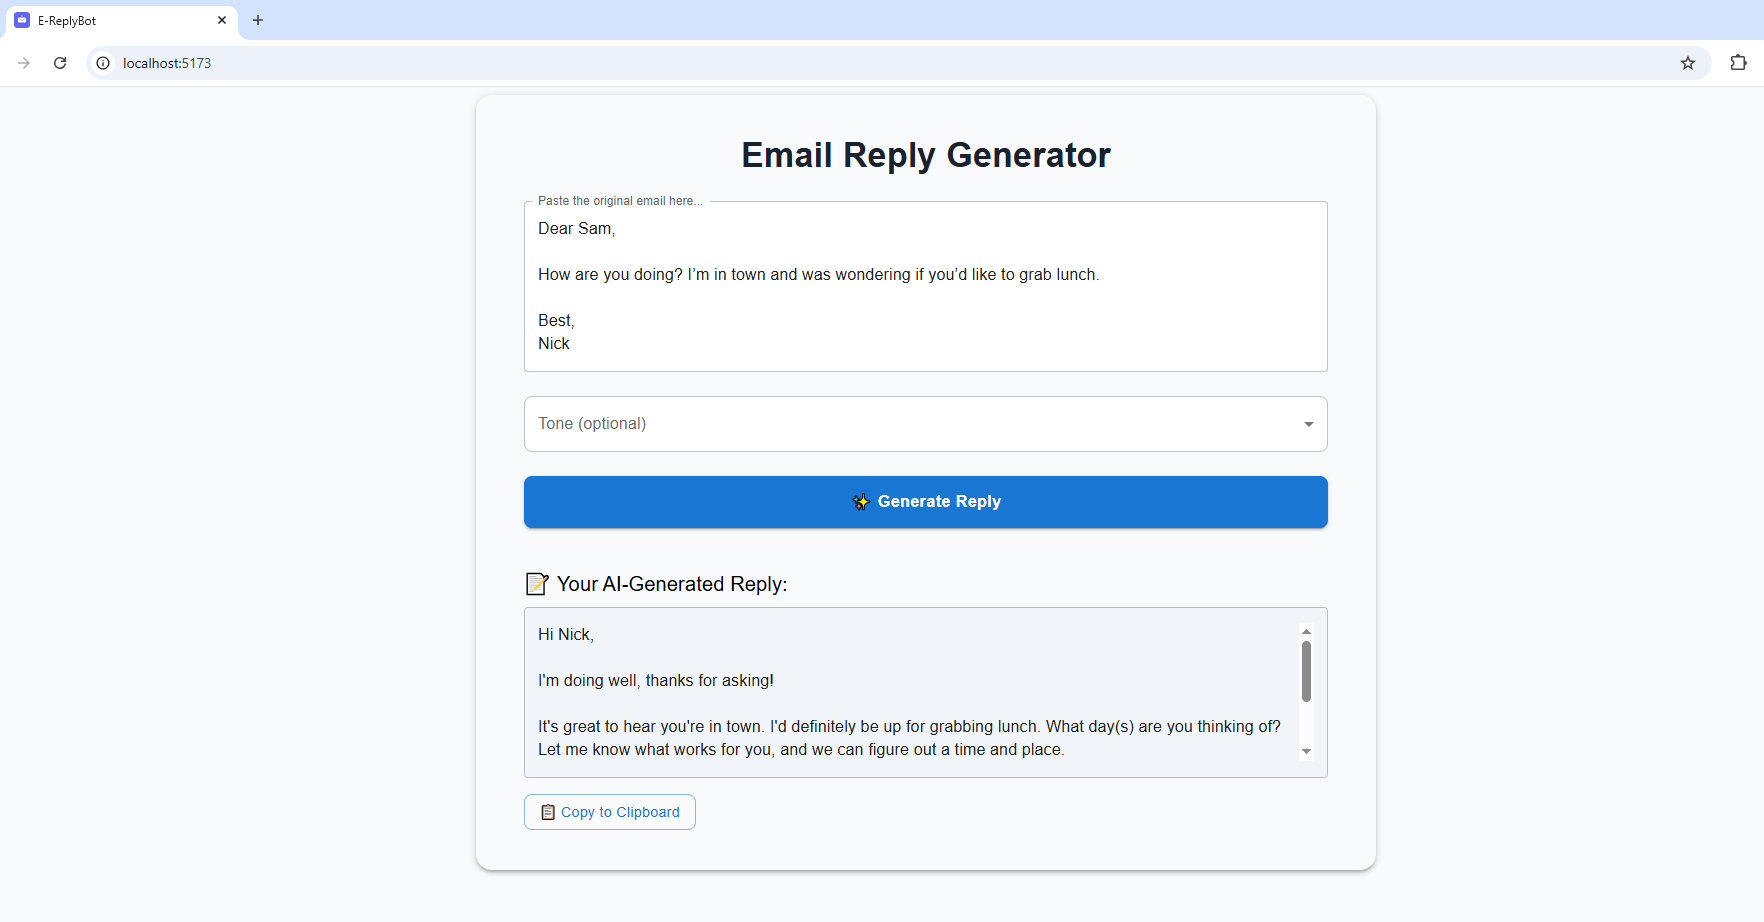 E-ReplyBot
localhost:5173
Email Reply Generator
Paste the original email here...
Dear Sam,
How are you doing? I’m in town and was wondering if you’d like to grab lunch.
Best,
Nick
Tone (optional)
✨ Generate Reply
📝 Your AI-Generated Reply:
Hi Nick,
I'm doing well, thanks for asking!
It's great to hear you're in town. I'd definitely be up for grabbing lunch. What day(s) are you thinking of?
Let me know what works for you, and we can figure out a time and place.
📋 Copy to Clipboard